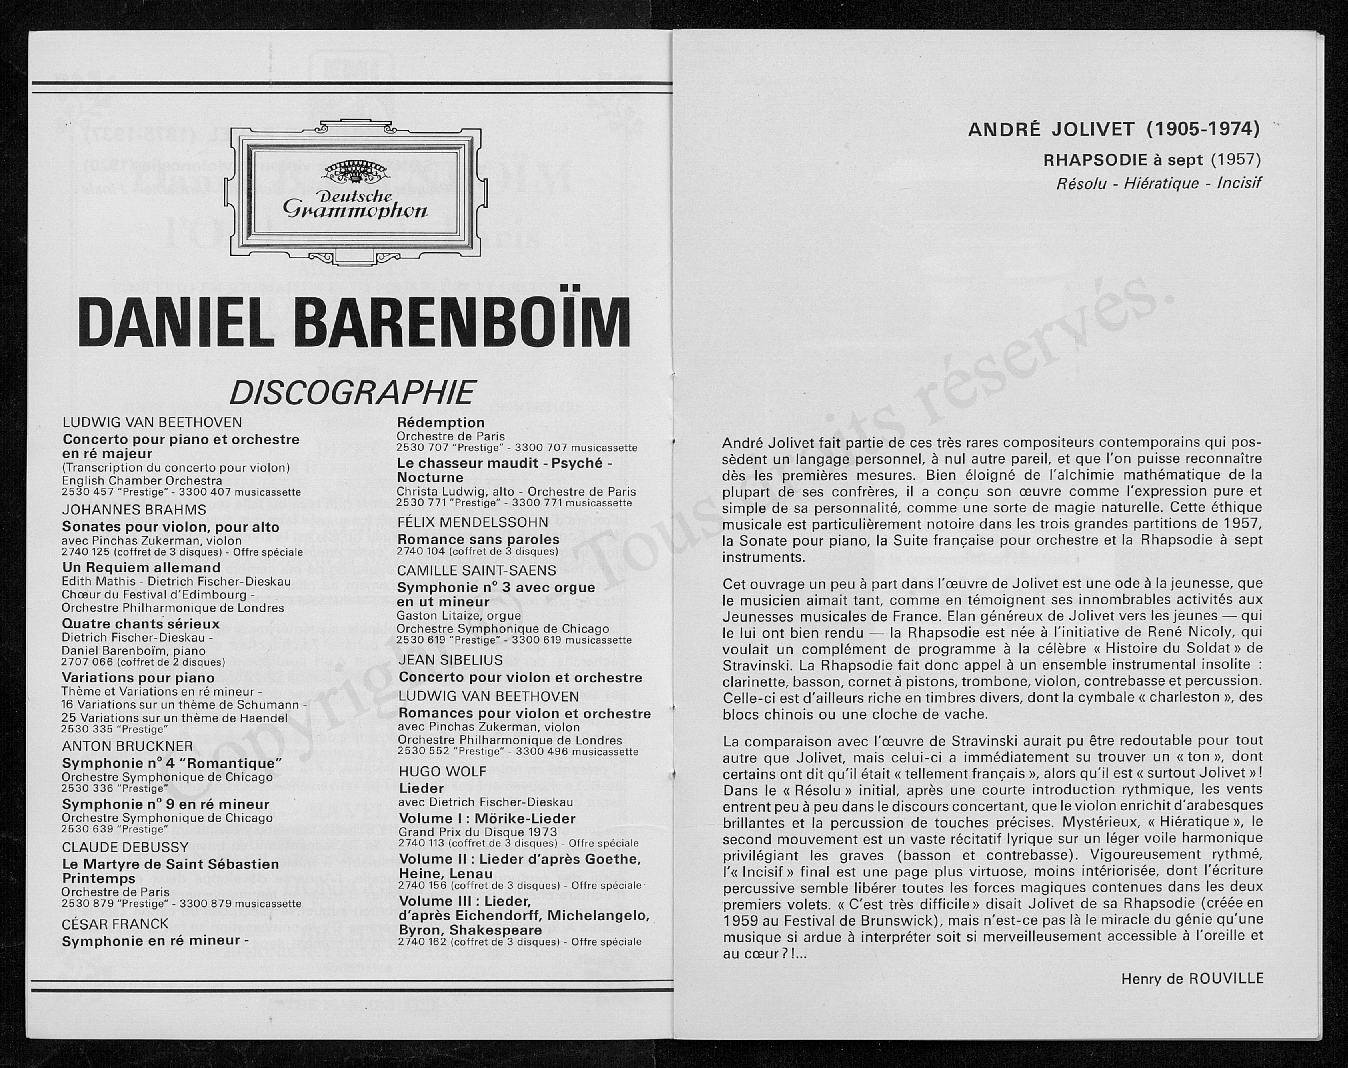 Deutsche
Grammophon
DANIEL BARENBOÏM
DISCOGRAPHIE
LUDWIG VAN BEETHOVEN
Concerto pour piano et orchestre
en ré majeur
(Transcription du concerto pour violon)
English Chamber Orchestra
2530 457 "Prestige" - 3300 407 musicassette
JOHANNES BRAHMS
Sonates pour violon, pour alto
avec Pinchas Zukerman, violon
2740 125 (coffret de 3 disques) - Offre spéciale
Un Requiem allemand
Edith Mathis - Dietrich Fischer-Dieskau
Chœur du Festival d'Edimbourg -
Orchestre Philharmonique de Londres
Quatre chants sérieux
Dietrich Fischer-Dieskau -
Daniel Barenboïm, piano
2707 066 (coffret de 2 disques)
Variations pour piano
Thème et Variations en ré mineur -
16 Variations sur un thème de Schumann -
25 Variations sur un thème de Haendel
2530 335 "Prestige"
ANTON BRUCKNER
Symphonie n° 4 "Romantique"
Orchestre Symphonique de Chicago
2530 336 "Prestige"
Symphonie n° 9 en ré mineur
Orchestre Symphonique de Chicago
2530 639 "Prestige"
CLAUDE DEBUSSY
Le Martyre de Saint Sébastien
Printemps
Orchestre de Paris
2530 879 "Prestige" - 3300 879 musicassette
CÉSAR FRANCK
Symphonie en ré mineur -
Rédemption
Orchestre de Paris
2530 707 "Prestige" - 3300 707 musicassette
Le chasseur maudit - Psyché -
Nocturne
Christa Ludwig, alto - Orchestre de Paris
2530 771 "Prestige" - 3300 771 musicassette
FÉLIX MENDELSSOHN
Romance sans paroles
2740 104 (coffret de 3 disques)
CAMILLE SAINT-SAENS
Symphonie n° 3 avec orgue
en ut mineur
Gaston Litaize, orgue
Orchestre Symphonique de Chicago
2530 619 "Prestige" - 3300 619 musicassette
JEAN SIBELIUS
Concerto pour violon et orchestre
LUDWIG VAN BEETHOVEN
Romances pour violon et orchestre
avec Pinchas Zukerman, violon
Orchestre Philharmonique de Londres
2530 552 "Prestige" - 3300 496 musicassette
HUGO WOLF
Lieder
avec Dietrich Fischer-Dieskau
Volume I : Mörike-Lieder
Grand Prix du Disque 1973
2740 113 (coffret de 3 disques) - Offre spéciale
Volume II : Lieder d'après Goethe,
Heine, Lenau
2740 156 (coffret de 3 disques) - Offre spéciale
Volume III : Lieder,
d'après Eichendorff, Michelangelo,
Byron, Shakespeare
2740 162 (coffret de 3 disques) - Offre spéciale
ANDRÉ JOLIVET (1905-1974)
RHAPSODIE à sept (1957)
Résolu - Hiératique - Incisif
André Jolivet fait partie de ces très rares compositeurs contemporains qui pos-
sèdent un langage personnel, à nul autre pareil, et que l'on puisse reconnaître
dès les premières mesures. Bien éloigné de l'alchimie mathématique de la
plupart de ses confrères, il a conçu son œuvre comme l'expression pure et
simple de sa personnalité, comme une sorte de magie naturelle. Cette éthique
musicale est particulièrement notoire dans les trois grandes partitions de 1957,
la Sonate pour piano, la Suite française pour orchestre et la Rhapsodie à sept
instruments.
Cet ouvrage un peu à part dans l'œuvre de Jolivet est une ode à la jeunesse, que
le musicien aimait tant, comme en témoignent ses innombrables activités aux
Jeunesses musicales de France. Elan généreux de Jolivet vers les jeunes — qui
le lui ont bien rendu — la Rhapsodie est née à l'initiative de René Nicoly, qui
voulait un complément de programme à la célèbre « Histoire du Soldat » de
Stravinski. La Rhapsodie fait donc appel à un ensemble instrumental insolite :
clarinette, basson, cornet à pistons, trombone, violon, contrebasse et percussion.
Celle-ci est d'ailleurs riche en timbres divers, dont la cymbale « charleston », des
blocs chinois ou une cloche de vache.
La comparaison avec l'œuvre de Stravinski aurait pu être redoutable pour tout
autre que Jolivet, mais celui-ci a immédiatement su trouver un « ton », dont
certains ont dit qu'il était « tellement français », alors qu'il est « surtout Jolivet » !
Dans le « Résolu » initial, après une courte introduction rythmique, les vents
entrent peu à peu dans le discours concertant, que le violon enrichit d'arabesques
brillantes et la percussion de touches précises. Mystérieux, « Hiératique », le
second mouvement est un vaste récitatif lyrique sur un léger voile harmonique
privilégiant les graves (basson et contrebasse). Vigoureusement rythmé,
l'« Incisif » final est une page plus virtuose, moins intériorisée, dont l'écriture
percussive semble libérer toutes les forces magiques contenues dans les deux
premiers volets. « C'est très difficile » disait Jolivet de sa Rhapsodie (créée en
1959 au Festival de Brunswick), mais n'est-ce pas là le miracle du génie qu'une
musique si ardue à interpréter soit si merveilleusement accessible à l'oreille et
au cœur ? !...
Henry de ROUVILLE
Copyright - Tous droits réservés.